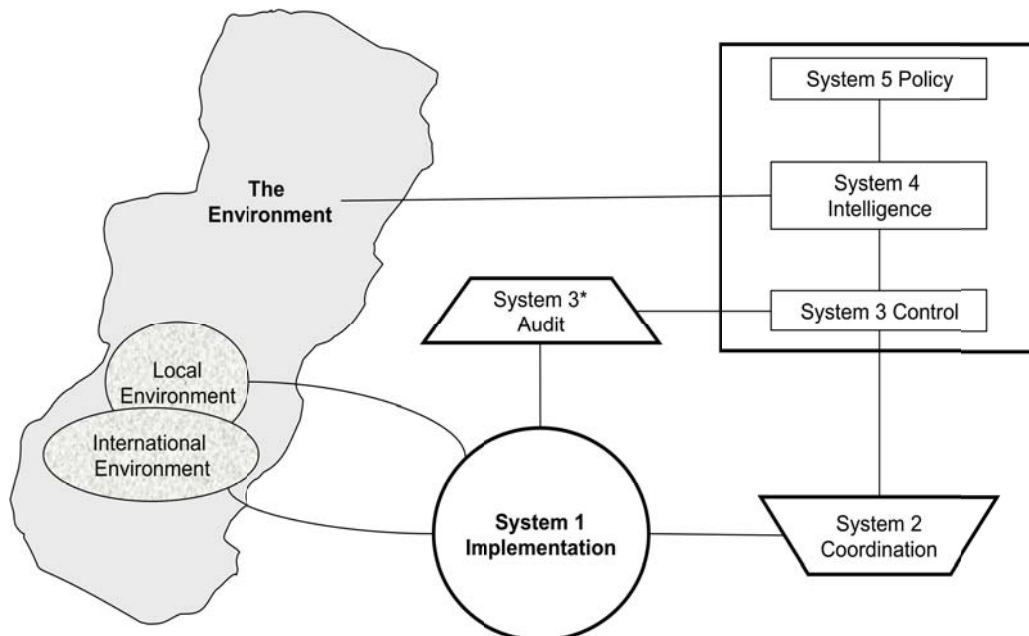 System 5 Policy
System 4
Intelligence
The
Environment
System 3*
Audit
System 3 Control
Local
Environment
International
Environment
System 1
Implementation
System 2
Coordination